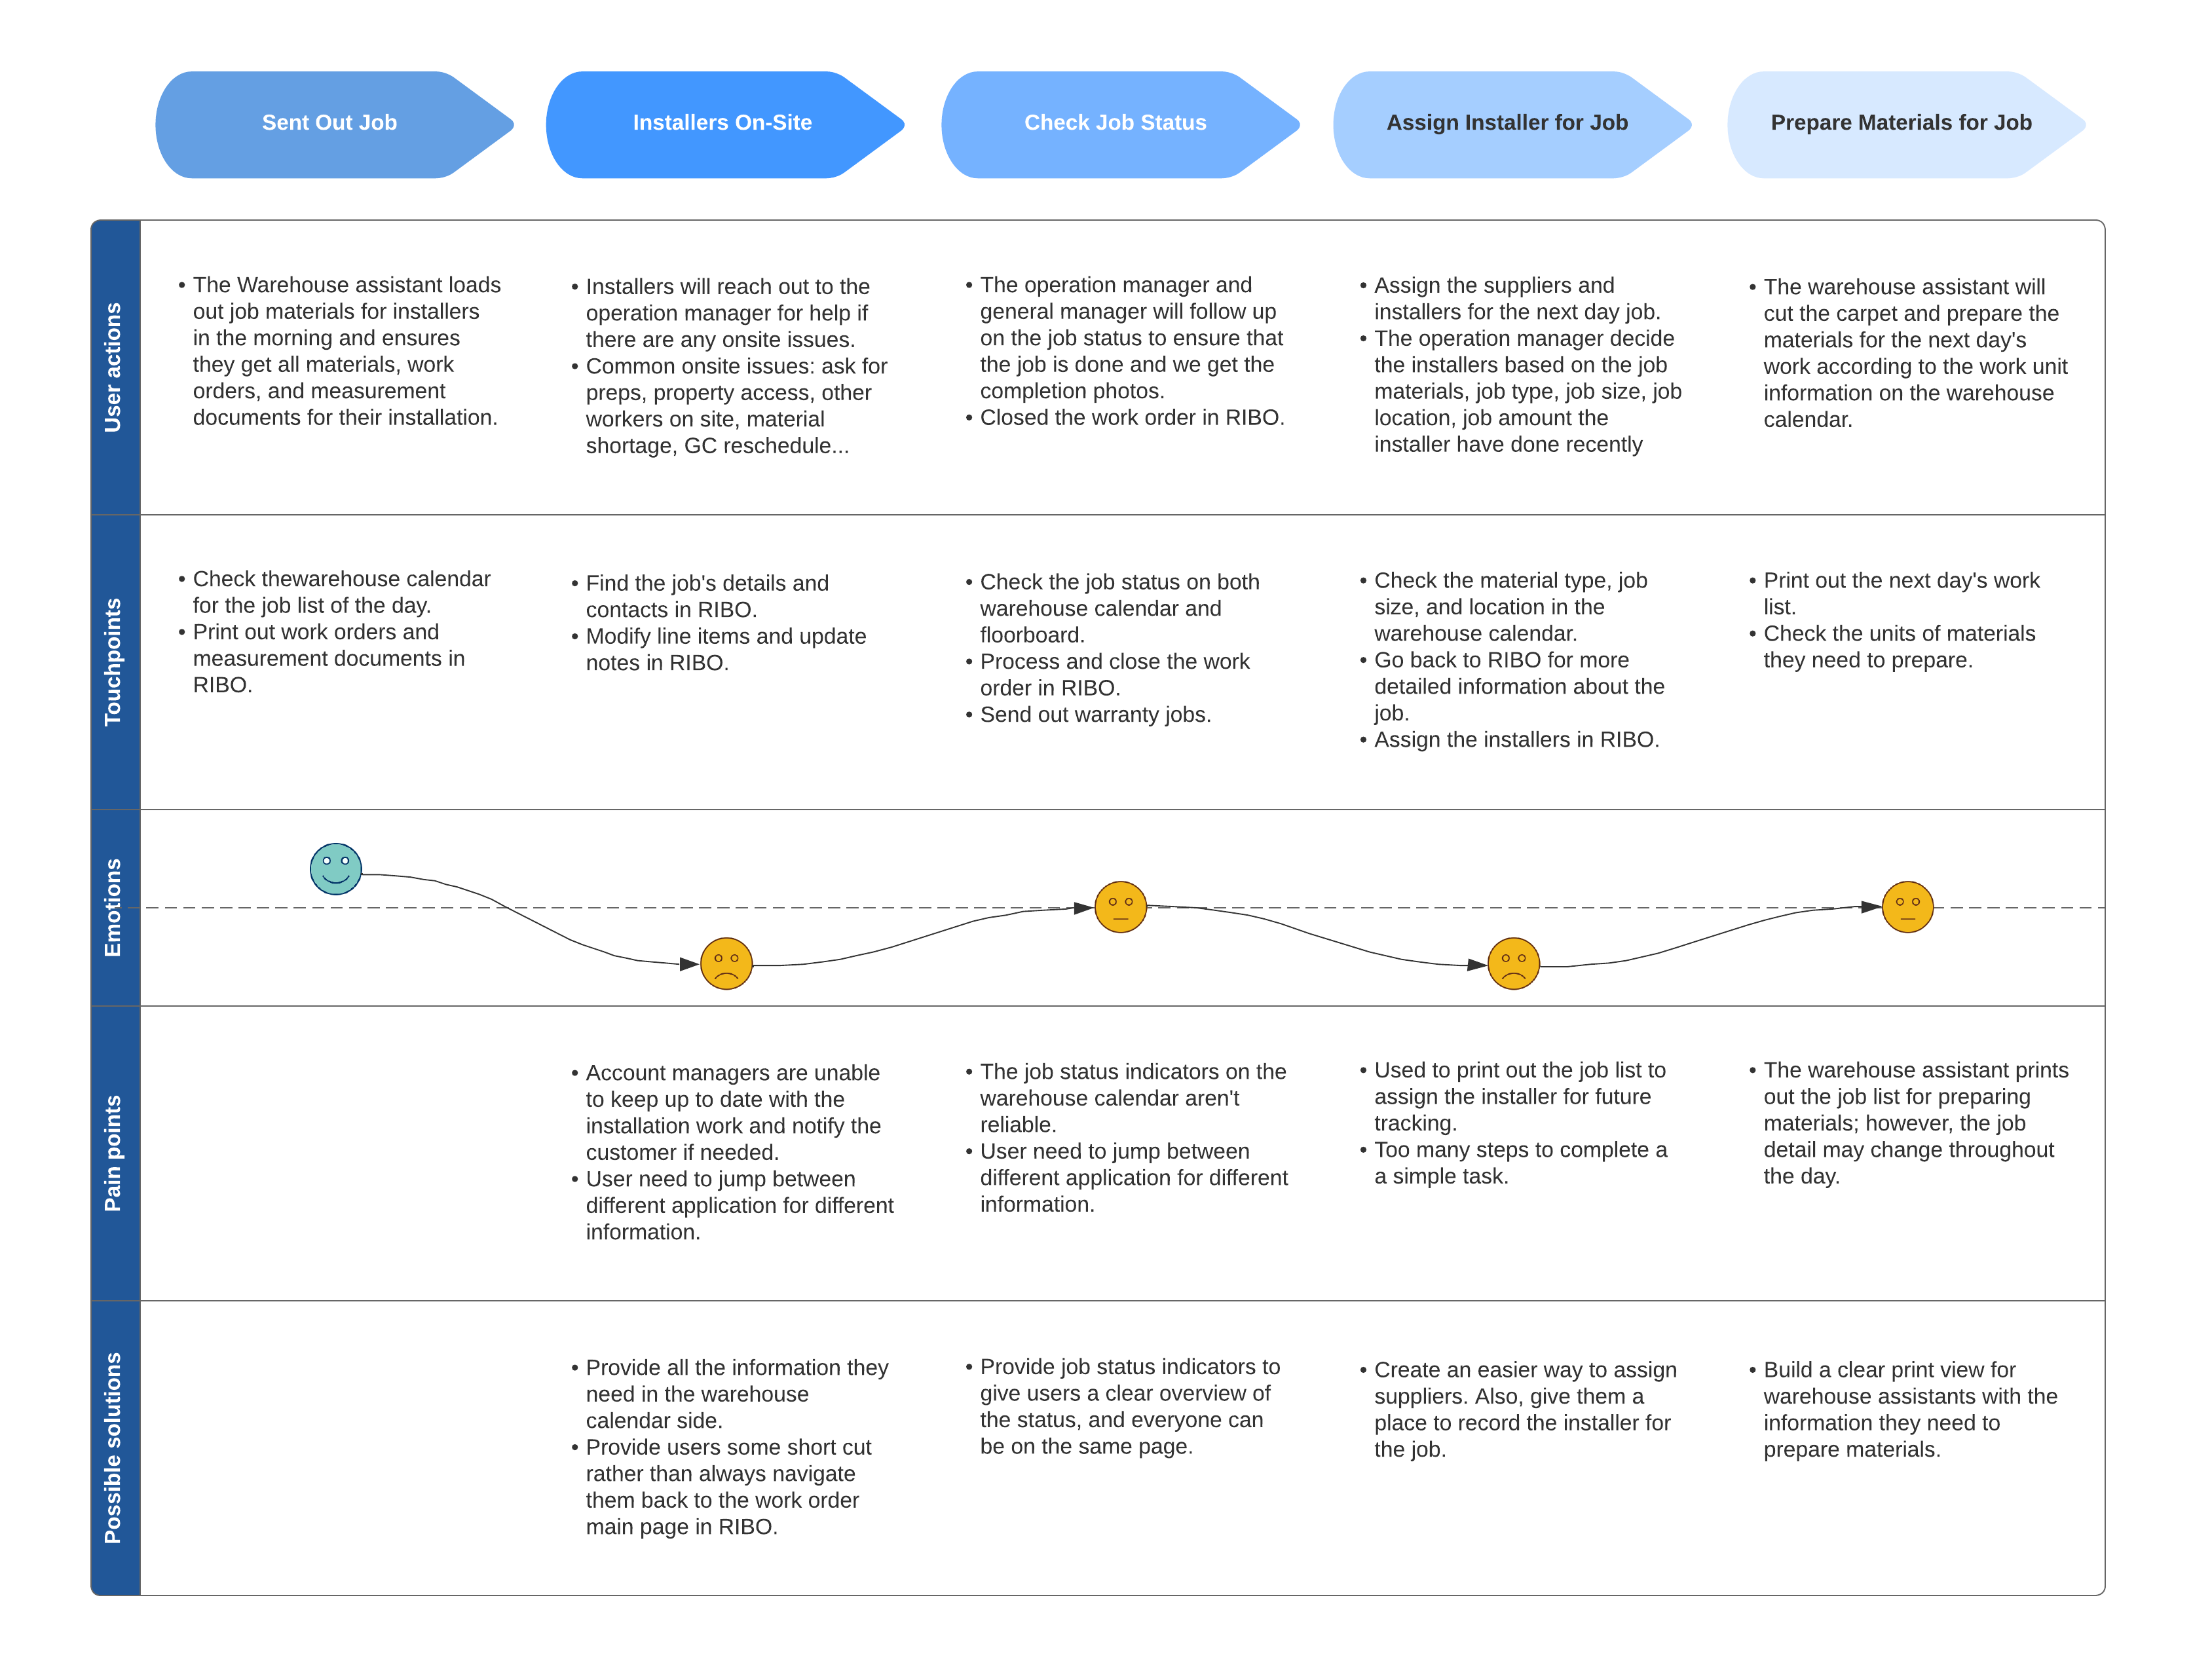 Sent Out Job
Installers On-Site
Check Job Status
Assign Installer for Job
Prepare Materials for Job
User actions
• The Warehouse assistant loads
out job materials for installers
in the morning and ensures
they get all materials, work
orders, and measurement
documents for their installation.
• Installers will reach out to the
operation manager for help if
there are any onsite issues.
• Common onsite issues: ask for
preps, property access, other
workers on site, material
shortage, GC reschedule...
• The operation manager and
general manager will follow up
on the job status to ensure that
the job is done and we get the
completion photos.
• Closed the work order in RIBO.
• Assign the suppliers and
installers for the next day job.
• The operation manager decide
the installers based on the job
materials, job type, job size, job
location, job amount the
installer have done recently
• The warehouse assistant will
cut the carpet and prepare the
materials for the next day's
work according to the work unit
information on the warehouse
calendar.
Touchpoints
• Check thewarehouse calendar
for the job list of the day.
• Print out work orders and
measurement documents in
RIBO.
• Find the job's details and
contacts in RIBO.
• Modify line items and update
notes in RIBO.
• Check the job status on both
warehouse calendar and
floorboard.
• Process and close the work
order in RIBO.
• Send out warranty jobs.
• Check the material type, job
size, and location in the
warehouse calendar.
• Go back to RIBO for more
detailed information about the
job.
• Assign the installers in RIBO.
• Print out the next day's work
list.
• Check the units of materials
they need to prepare.
Emotions
Pain points
• Account managers are unable
to keep up to date with the
installation work and notify the
customer if needed.
• User need to jump between
different application for different
information.
• The job status indicators on the
warehouse calendar aren't
reliable.
• User need to jump between
different application for different
information.
• Used to print out the job list to
assign the installer for future
tracking.
• Too many steps to complete a
a simple task.
• The warehouse assistant prints
out the job list for preparing
materials; however, the job
detail may change throughout
the day.
Possible solutions
• Provide all the information they
need in the warehouse
calendar side.
• Provide users some short cut
rather than always navigate
them back to the work order
main page in RIBO.
• Provide job status indicators to
give users a clear overview of
the status, and everyone can
be on the same page.
• Create an easier way to assign
suppliers. Also, give them a
place to record the installer for
the job.
• Build a clear print view for
warehouse assistants with the
information they need to
prepare materials.